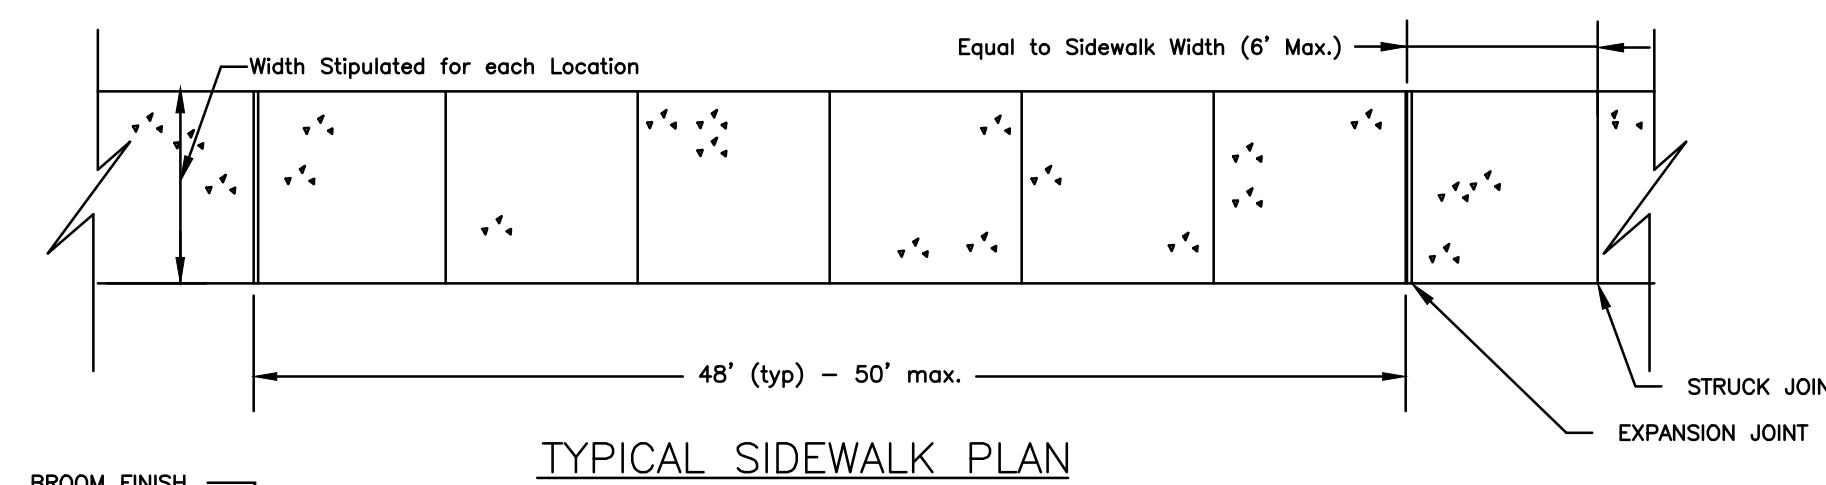 Equal to Sidewalk Width (6' Max.)
Width Stipulated for each Location
48' (typ) - 50' max.
STRUCK JOIN
EXPANSION JOINT
TYPICAL SIDEWALK PLAN
BROOM FINISH